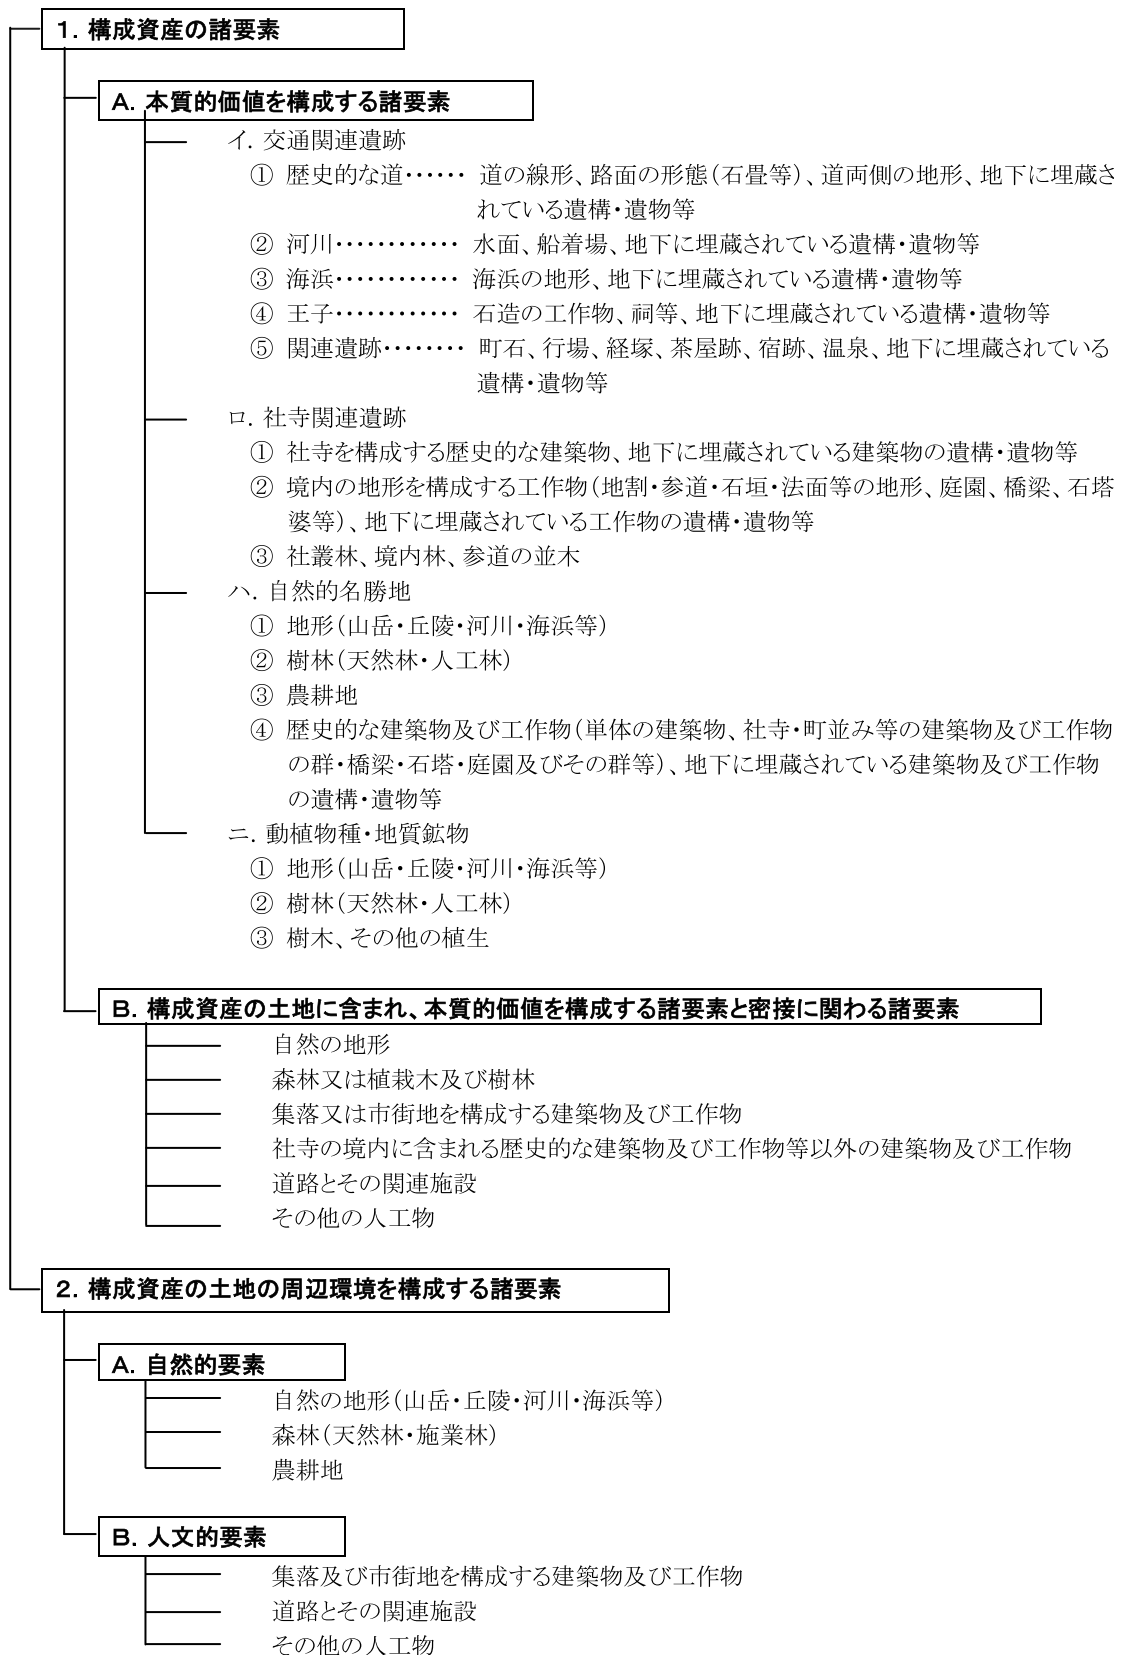 1. 構成資産の諸要素
A. 本質的価値を構成する諸要素
イ. 交通関連遺跡
① 歴史的な道・・・・・・ 道の線形、路面の形態(石畳等)、道両側の地形、地下に埋蔵さ
れている遺構・遺物等
② 河川・・・・・・・・・・・・ 水面、船着場、地下に埋蔵されている遺構・遺物等
③ 海浜・・・・・・・・・・・・ 海浜の地形、地下に埋蔵されている遺構・遺物等
④ 王子・・・・・・・・・・・・ 石造の工作物、祠等、地下に埋蔵されている遺構・遺物等
⑤ 関連遺跡・・・・・・・・ 町石、行場、経塚、茶屋跡、宿跡、温泉、地下に埋蔵されている
遺構・遺物等
ロ. 社寺関連遺跡
① 社寺を構成する歴史的な建築物、地下に埋蔵されている建築物の遺構・遺物等
② 境内の地形を構成する工作物(地割・参道・石垣・法面等の地形、庭園、橋梁、石塔
婆等)、地下に埋蔵されている工作物の遺構・遺物等
③ 社叢林、境内林、参道の並木
ハ. 自然的名勝地
① 地形(山岳・丘陵・河川・海浜等)
② 樹林(天然林・人工林)
③ 農耕地
④ 歴史的な建築物及び工作物(単体の建築物、社寺・町並み等の建築物及び工作物
の群・橋梁・石塔・庭園及びその群等)、地下に埋蔵されている建築物及び工作物
の遺構・遺物等
ニ. 動植物種・地質鉱物
① 地形(山岳・丘陵・河川・海浜等)
② 樹林(天然林・人工林)
③ 樹木、その他の植生
B. 構成資産の土地に含まれ、本質的価値を構成する諸要素と密接に関わる諸要素
自然の地形
森林又は植栽木及び樹林
集落又は市街地を構成する建築物及び工作物
社寺の境内に含まれる歴史的な建築物及び工作物等以外の建築物及び工作物
道路とその関連施設
その他の人工物
2. 構成資産の土地の周辺環境を構成する諸要素
A. 自然的要素
自然の地形(山岳・丘陵・河川・海浜等)
森林(天然林・施業林)
農耕地
B. 人文的要素
集落及び市街地を構成する建築物及び工作物
道路とその関連施設
その他の人工物